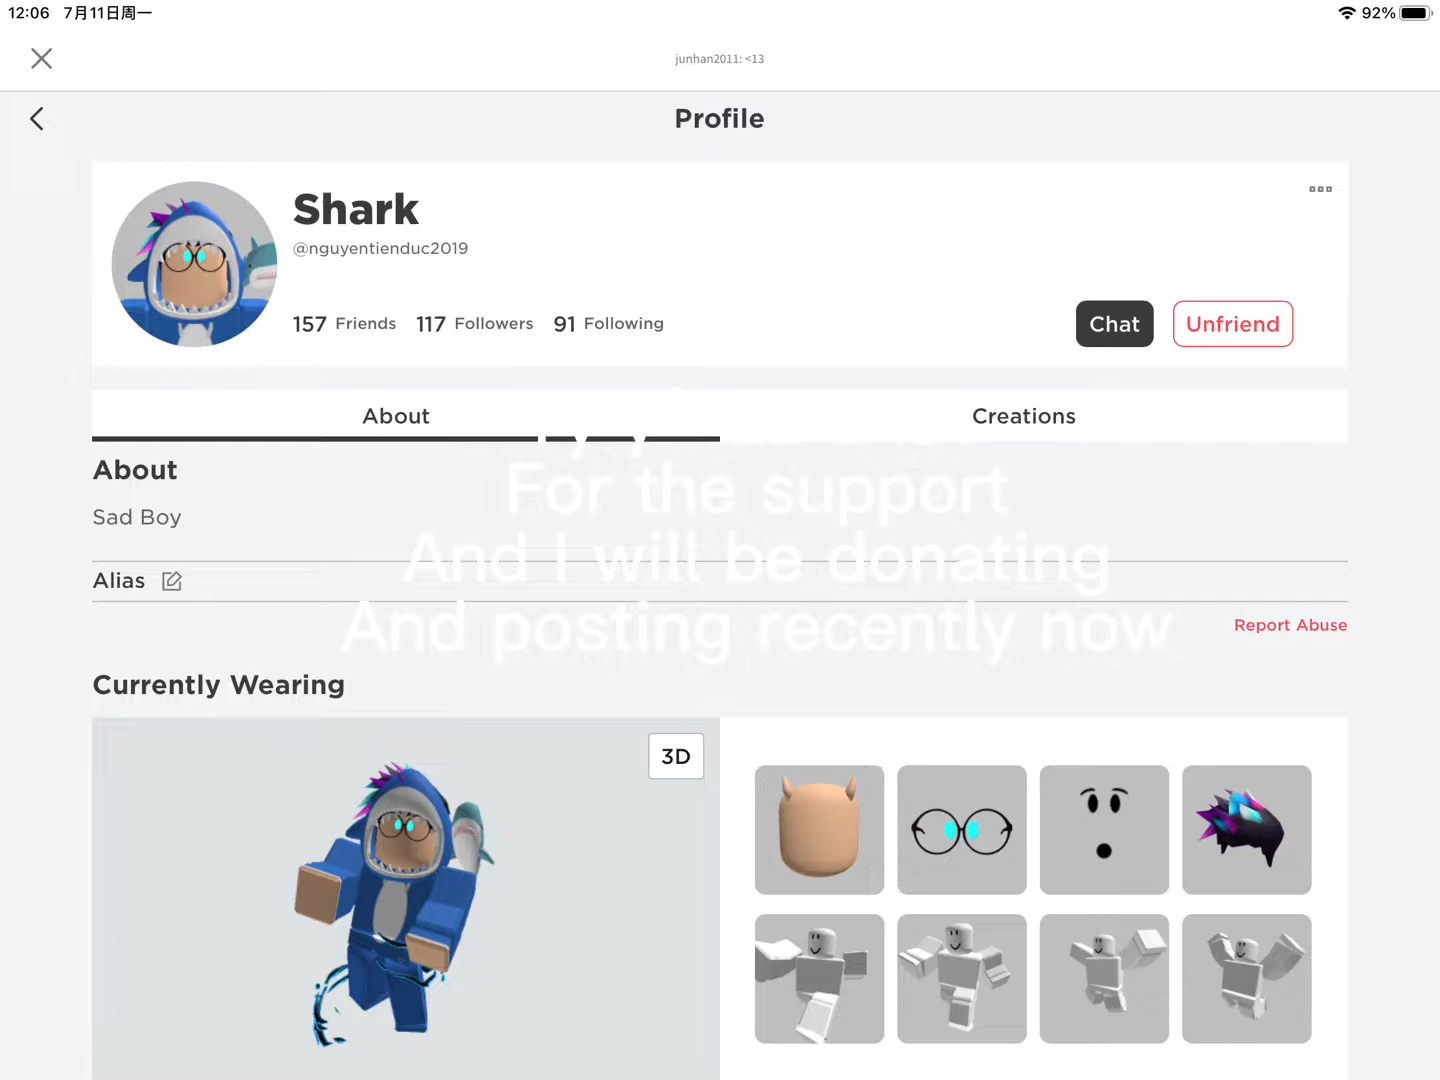 12:06 7月11日周一
92%
junhan2011: <13
Profile
Shark
@nguyentienduc2019
157 Friends 117 Followers 91 Following
Chat
Unfriend
About
Creations
About
Sad Boy
For the support
And I will be donating
Alias
And posting recently now
Report Abuse
Currently Wearing
3D